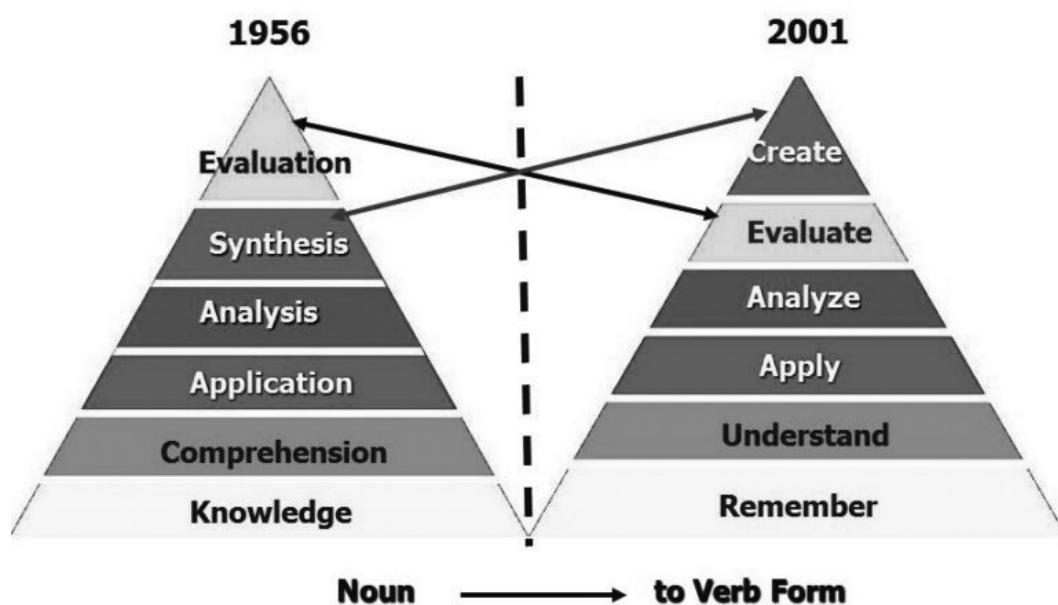 1956
Evaluation
Synthesis
Analysis
Application
Comprehension
Knowledge
2001
Create
Evaluate
Analyze
Apply
Understand
Remember
Noun to Verb Form